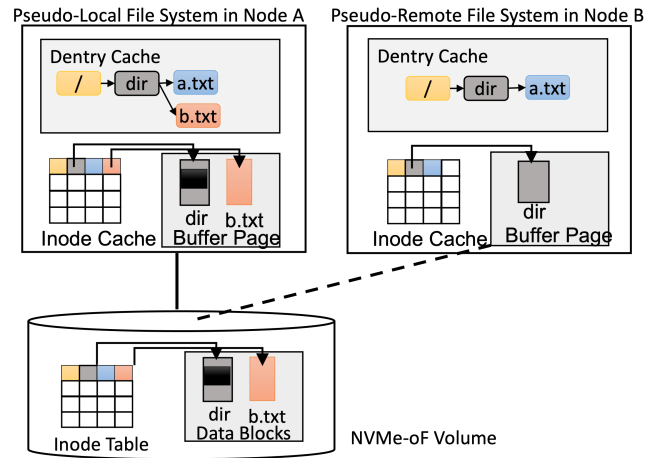 Pseudo-Local File System in Node A
Dentry Cache
/ dir a.txt
b.txt
dir b.txt
Inode Cache Buffer Page
Pseudo-Remote File System in Node B
Dentry Cache
/ dir a.txt
dir
Inode Cache Buffer Page
dir b.txt
Inode Table Data Blocks
NVMe-oF Volume